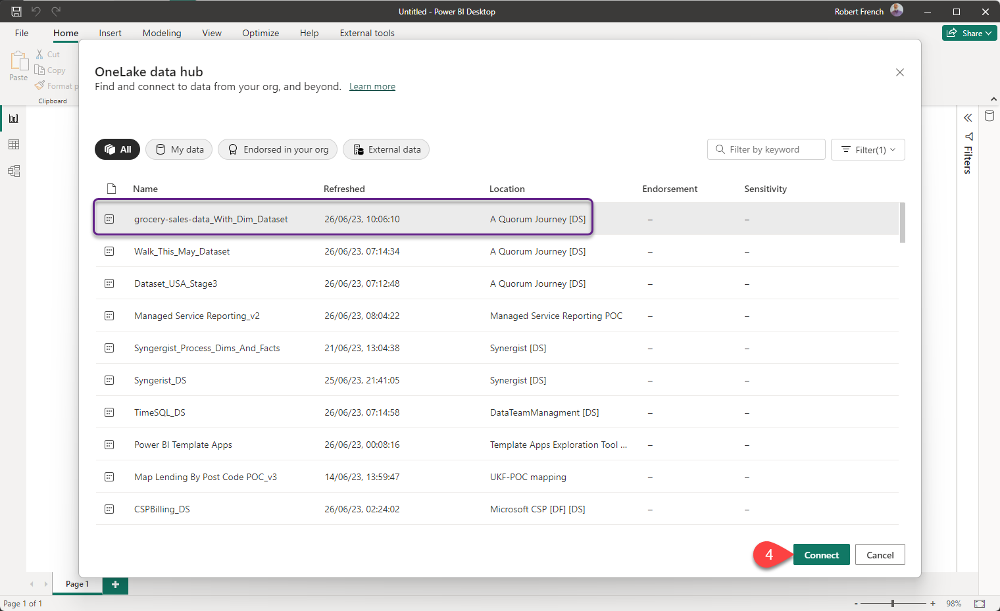 Untitled - Power BI Desktop
Robert French
File Home Insert Modeling View Optimize Help External tools
Share
Paste
Cut
Copy
Format p
Clipboard
OneLake data hub
Find and connect to data from your org, and beyond. Learn more
All My data Endorsed in your org External data
Filter by keyword Filter(1)
Filters
Name Refreshed Location Endorsement Sensitivity
grocery-sales-data_With_Dim_Dataset 26/06/23, 10:06:10 A Quorum Journey [DS] – –
Walk_This_May_Dataset 26/06/23, 07:14:34 A Quorum Journey [DS] – –
Dataset_USA_Stage3 26/06/23, 07:12:48 A Quorum Journey [DS] – –
Managed Service Reporting_v2 26/06/23, 08:04:22 Managed Service Reporting POC – –
Syngergist_Process_Dims_And_Facts 21/06/23, 13:04:38 Synergist [DS] – –
Syngerist_DS 25/06/23, 21:41:05 Synergist [DS] – –
TimeSQL_DS 26/06/23, 07:14:58 DataTeamManagment [DS] – –
Power BI Template Apps 26/06/23, 00:08:16 Template Apps Exploration Tool ... – –
Map Lending By Post Code POC_v3 14/06/23, 13:59:47 UKF-POC mapping – –
CSPBilling_DS 26/06/23, 02:24:02 Microsoft CSP [DF] [DS] – –
4 Connect Cancel
Page 1 +
Page 1 of 1
- + 98%